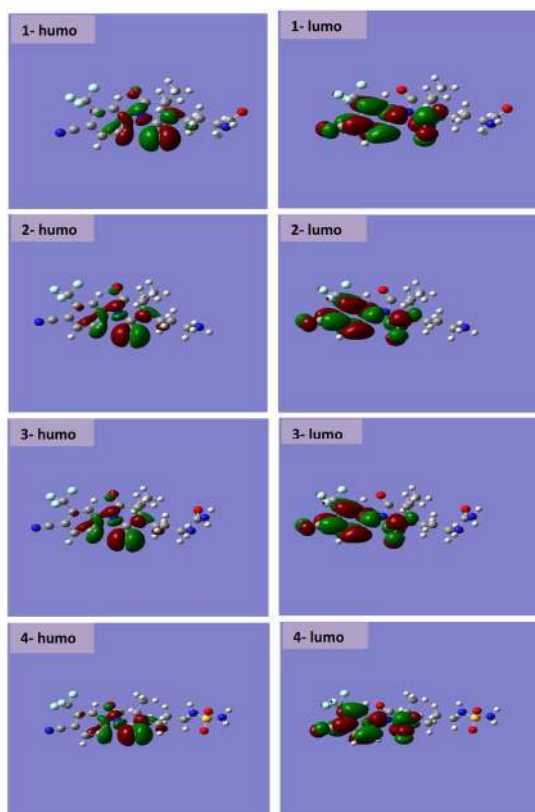 1- humo
1- lumo
2- humo
2- lumo
3- humo
3- lumo
4- humo
4- lumo